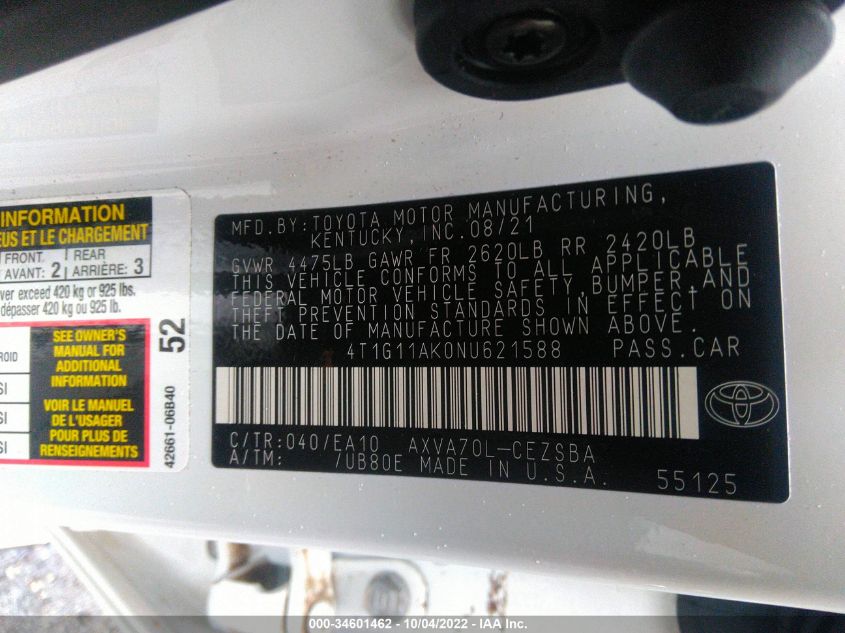 INFORMATION
EUS ET LE CHARGEMENT
FRONT
AVANT: 2
REAR
ARRIÈRE: 3
ver exceed 420 kg or 925 lbs.
dépasser 420 kg ou 925 lb.
ROID
SI
SI
SI
SEE OWNER'S
MANUAL FOR
ADDITIONAL
INFORMATION
VOIR LE MANUEL
DE L'USAGER
POUR PLUS DE
RENSEIGNEMENTS
52
42661-06B40
MFD.BY:TOYOTA MOTOR MANUFACTURING,
KENTUCKY,INC.08/21
GVWR 4475LB GAWR FR 2620LB RR 2420LB
THIS VEHICLE CONFORMS TO ALL APPLICABLE
FEDERAL MOTOR VEHICLE SAFETY,BUMPER,AND
THEFT PREVENTION STANDARDS IN EFFECT ON
THE DATE OF MANUFACTURE SHOWN ABOVE.
4T1G11AK0NU621588 PASS.CAR
C/TR:040/EA10 AXVA70L-CEZSBA
A/TM: /UB80E MADE IN U.S.A.
55125
000-34601462 - 10/04/2022 - IAA Inc.